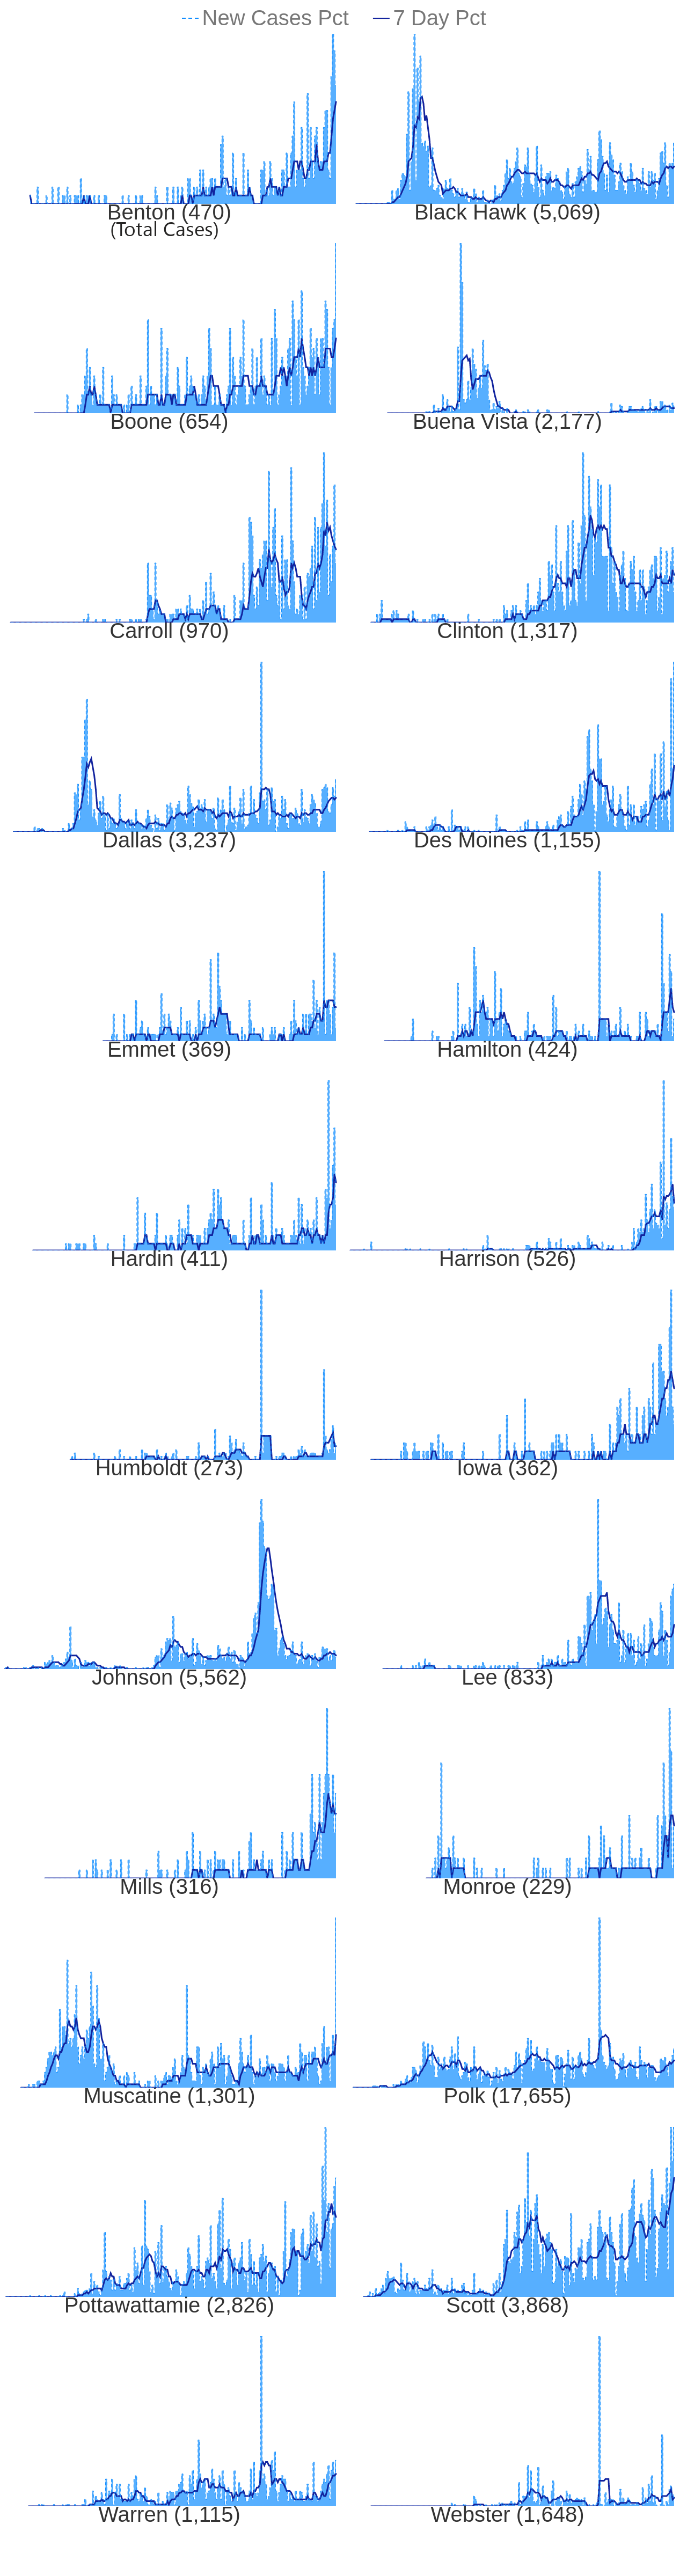 New Cases Pct 7 Day Pct
Benton (470) Black Hawk (5,069)
(Total Cases)
Boone (654) Buena Vista (2,177)
Carroll (970) Clinton (1,317)
Dallas (3,237) Des Moines (1,155)
Emmet (369) Hamilton (424)
Hardin (411) Harrison (526)
Humboldt (273) Iowa (362)
Johnson (5,562) Lee (833)
Mills (316) Monroe (229)
Muscatine (1,301) Polk (17,655)
Pottawattamie (2,826) Scott (3,868)
Warren (1,115) Webster (1,648)